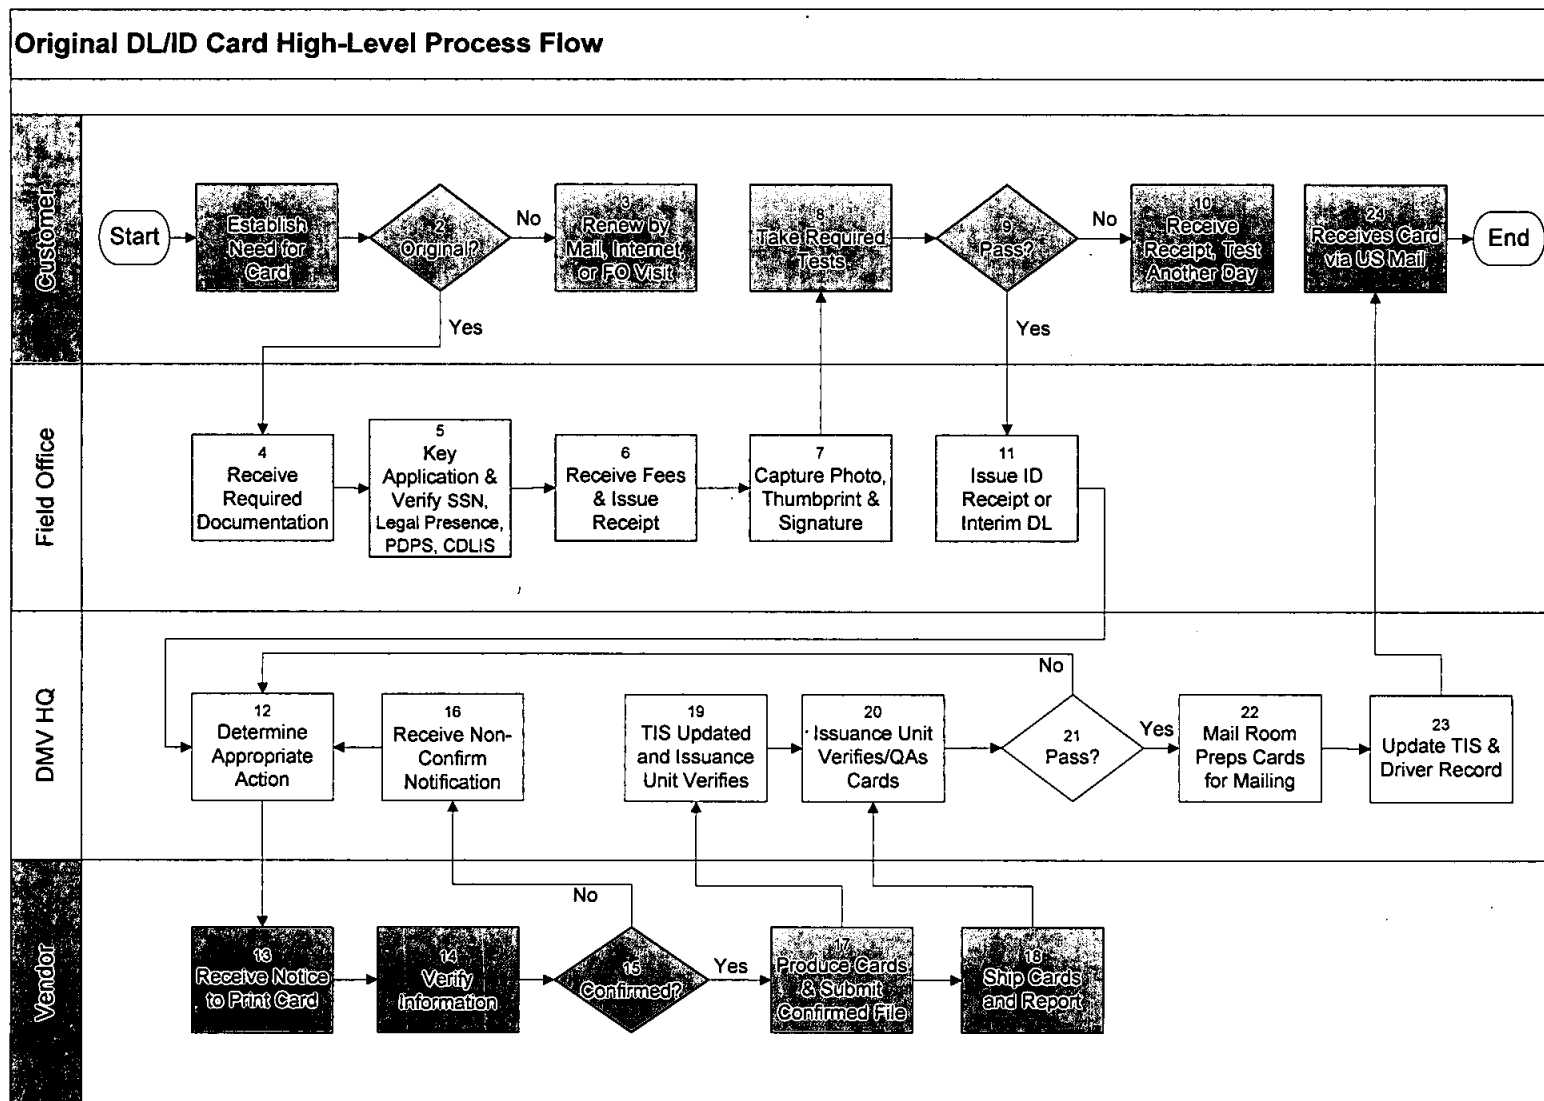 Original DL/ID Card High-Level Process Flow
Customer
Start
1
Establish
Need for
Card
2
Original?
No
Yes
3
Renew by
Mail, Internet
or FO Visit
8
Take Required
Tests
9
Pass?
No
Yes
10
Receive
Receipt, Test
Another Day
24
Receives Card
via US Mail
End
Field Office
4
Receive
Required
Documentation
5
Key
Application &
Verify SSN,
Legal Presence,
PDPS, CDLIS
6
Receive Fees
& Issue
Receipt
7
Capture Photo,
Thumbprint &
Signature
11
Issue ID
Receipt or
Interim DL
DMV HQ
12
Determine
Appropriate
Action
16
Receive Non-
Confirm
Notification
19
TIS Updated
and Issuance
Unit Verifies
20
Issuance Unit
Verifies/QAs
Cards
No
21
Pass?
Yes
22
Mail Room
Preps Cards
for Mailing
23
Update TIS &
Driver Record
Vendor
13
Receive Notice
to Print Card
14
Verify
Information
No
15
Confirmed?
Yes
17
Produce Cards
& Submit
Confirmed File
18
Ship Cards
and Report